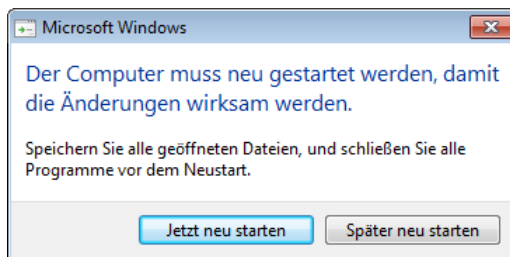 Microsoft Windows
Der Computer muss neu gestartet werden, damit
die Änderungen wirksam werden.
Speichern Sie alle geöffneten Dateien, und schließen Sie alle
Programme vor dem Neustart.
Jetzt neu starten
Später neu starten